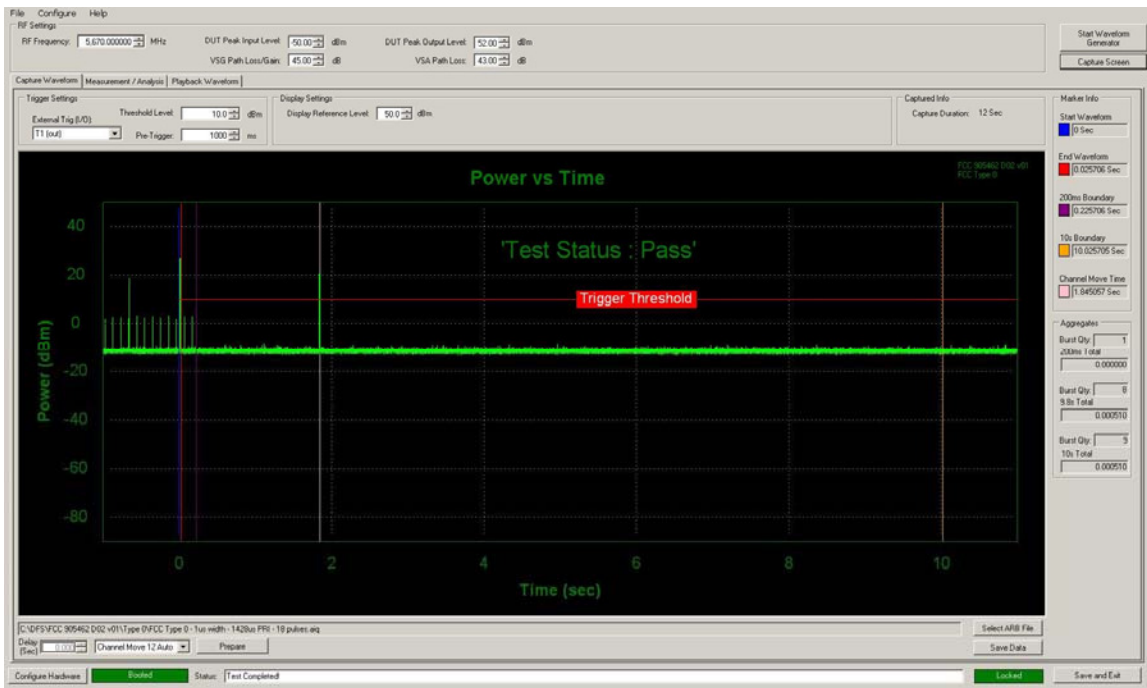 File Configure Help
RF Settings
RF Frequency: 5,670.000000 MHz
DUT Peak Input Level: -50.00 dBm
DUT Peak Output Level: 52.00 dBm
VSG Path Loss/Gain: 45.00 dB
VSA Path Loss: 43.00 dB
Start Waveform
Generator
Capture Screen
Capture Waveform Measurement / Analysis Playback Waveform
Trigger Settings
External Trig (I/O):
T1 (out)
Threshold Level: 10.0 dBm
Pre-Trigger: 1000 ms
Display Settings
Display Reference Level: 50.0 dBm
Captured Info
Capture Duration: 12 Sec
Marker Info
Start Waveform
0 Sec
End Waveform
0.025706 Sec
200ms Boundary
0.225706 Sec
10s Boundary
10.025705 Sec
Channel Move Time
1.845057 Sec
Aggregates
Burst Qty: 1
200ms Total
0.000000
Burst Qty: 8
9.8s Total
0.000510
Burst Qty: 9
10s Total
0.000510
Power vs Time
FCC 905462 D02 v01
FCC Type 0
'Test Status : Pass'
Trigger Threshold
Power (dBm)
40
20
0
-20
-40
-60
-80
0 2 4 6 8 10
Time (sec)
C:\DFS\FCC 905462 D02 v01\Type 0\FCC Type 0 - 1us width - 1428us PRI - 18 pulses.aiq
Select ARB File
Delay
(Sec) 0.000
Channel Move 12 Auto
Prepare
Save Data
Configure Hardware
Booted
Status: Test Completed!
Locked
Save and Exit